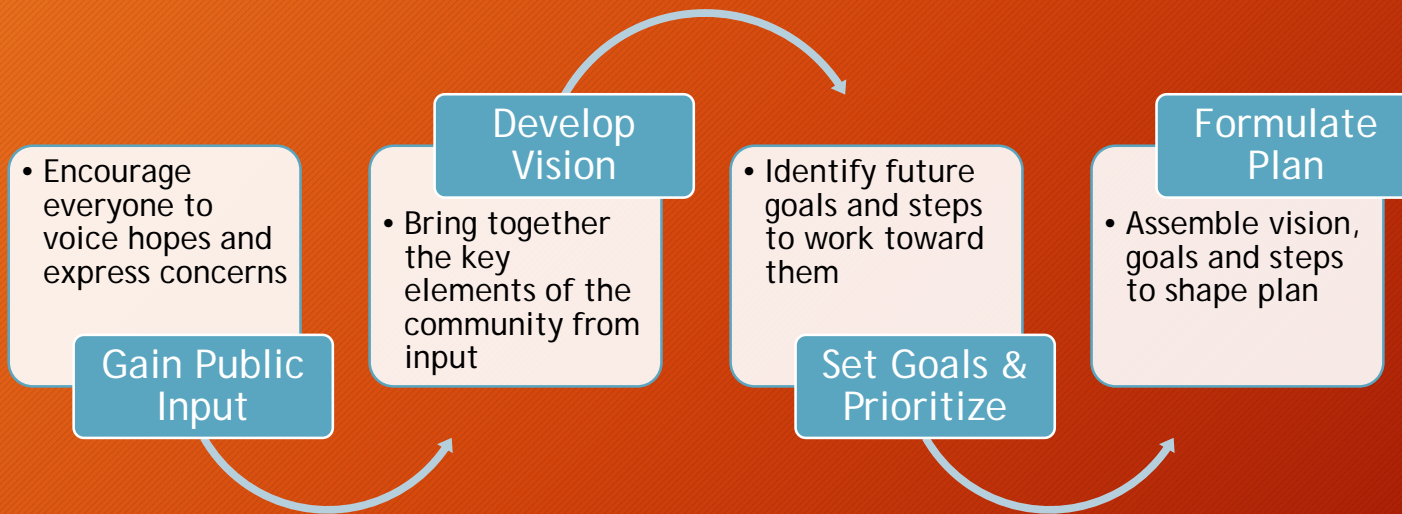 • Encourage
everyone to
voice hopes and
express concerns
Gain Public
Input
Develop
Vision
• Bring together
the key
elements of the
community from
input
• Identify future
goals and steps
to work toward
them
Set Goals &
Prioritize
Formulate
Plan
• Assemble vision,
goals and steps
to shape plan